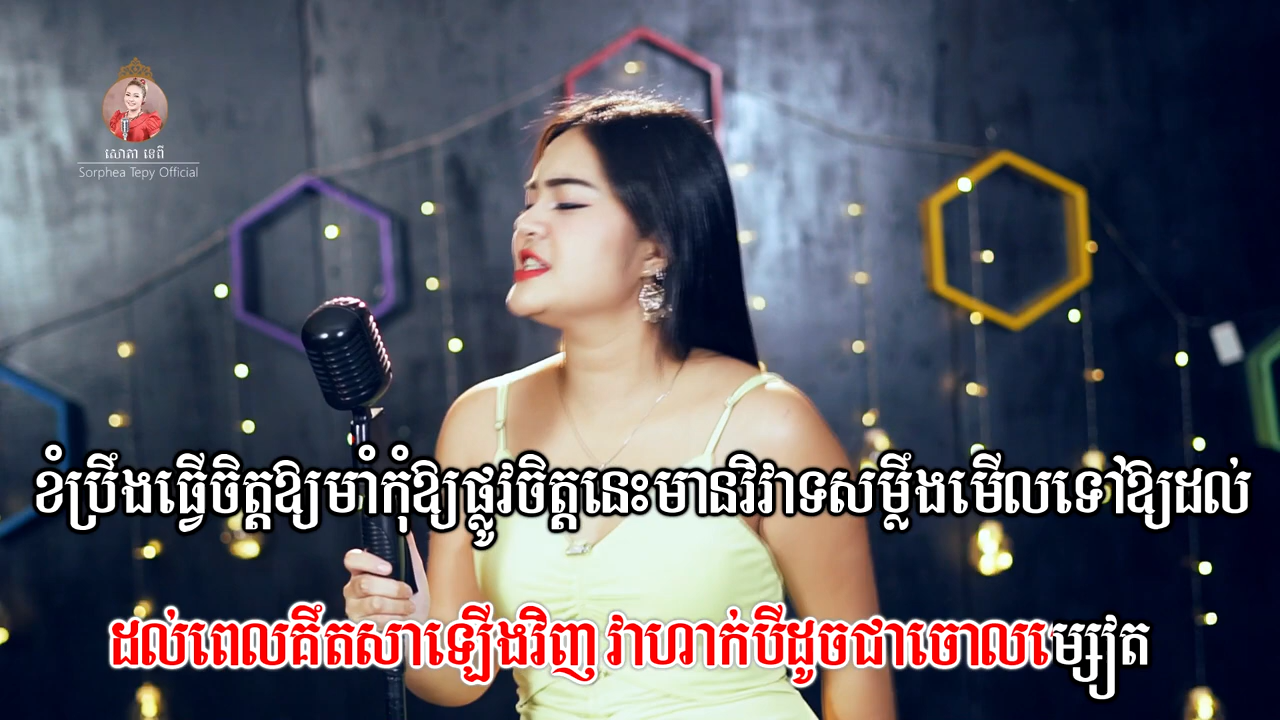 សោភា ទេពី
Sorphea Tepy Official
ខំប្រឹងធ្វើចិត្តឱ្យមាំកុំឱ្យផ្លូវចិត្តនេះមានវិវាទសម្លឹងមើលទៅឱ្យដល់
ដល់ពេលគឹតសាឡើងវិញ វាហាក់បីដូចជាចោលម្សៀត